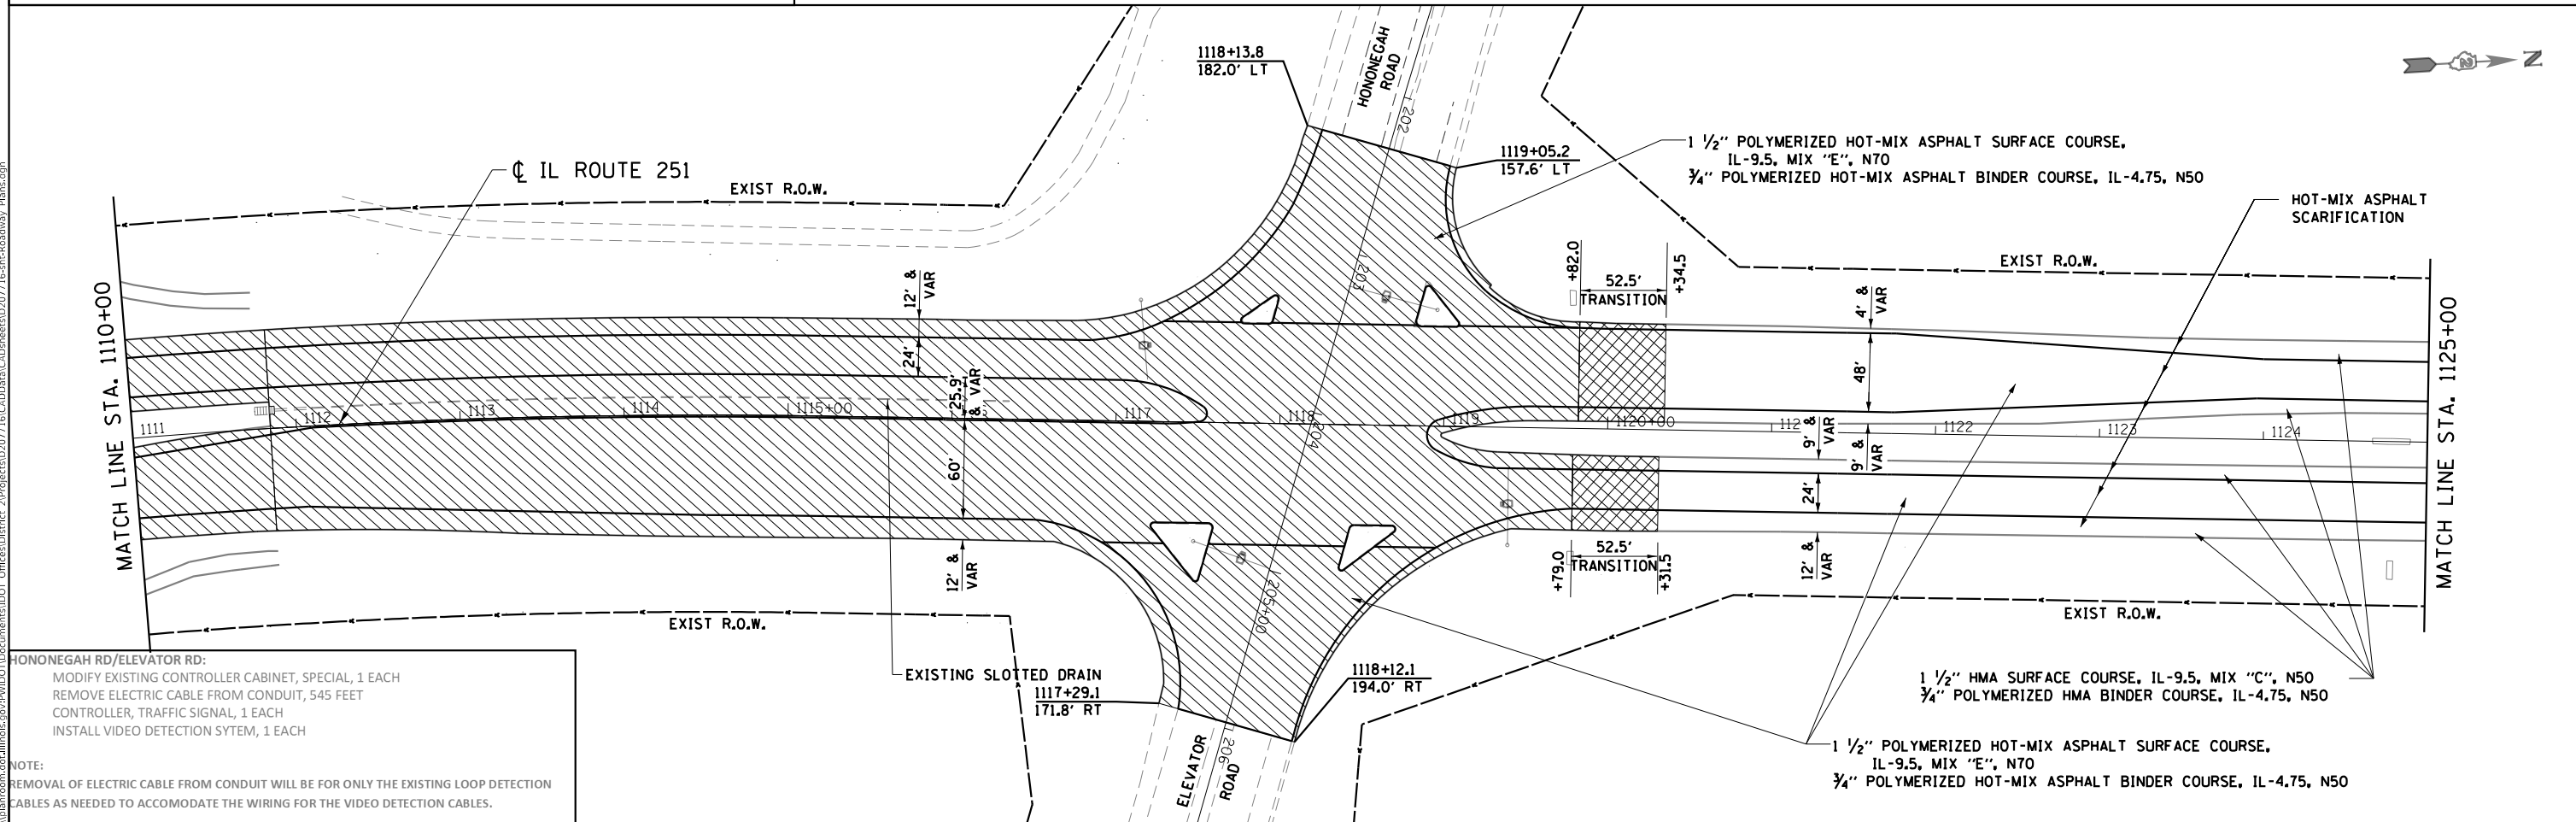 1118+13.8
182.0' LT
HONONEGAH
ROAD
202
1119+05.2
157.6' LT
1 ½" POLYMERIZED HOT-MIX ASPHALT SURFACE COURSE,
IL-9.5, MIX "E", N70
¾" POLYMERIZED HOT-MIX ASPHALT BINDER COURSE, IL-4.75, N50
N
2
HOT-MIX ASPHALT
SCARIFICATION
℄ IL ROUTE 251
EXIST R.O.W.
EXIST R.O.W.
MATCH LINE STA. 1110+00
MATCH LINE STA. 1125+00
12' &
VAR
24'
25.9'
& VAR
60'
12' &
VAR
203
204
205+00
206
+82.0
52.5'
TRANSITION
+34.5
4' &
VAR
48'
9' &
VAR
9' &
VAR
24'
12' &
VAR
1111
1112
1113
1114
1115+00
1117
1118
1119
1120+00
112
1122
1123
1124
+79.0
52.5'
TRANSITION
+31.5
EXIST R.O.W.
EXIST R.O.W.
EXISTING SLOTTED DRAIN
1117+29.1
171.8' RT
1118+12.1
194.0' RT
ELEVATOR
ROAD
1 ½" HMA SURFACE COURSE, IL-9.5, MIX "C", N50
¾" POLYMERIZED HMA BINDER COURSE, IL-4.75, N50
1 ½" POLYMERIZED HOT-MIX ASPHALT SURFACE COURSE,
IL-9.5, MIX "E", N70
¾" POLYMERIZED HOT-MIX ASPHALT BINDER COURSE, IL-4.75, N50
HONONEGAH RD/ELEVATOR RD:
MODIFY EXISTING CONTROLLER CABINET, SPECIAL, 1 EACH
REMOVE ELECTRIC CABLE FROM CONDUIT, 545 FEET
CONTROLLER, TRAFFIC SIGNAL, 1 EACH
INSTALL VIDEO DETECTION SYTEM, 1 EACH
NOTE:
REMOVAL OF ELECTRIC CABLE FROM CONDUIT WILL BE FOR ONLY THE EXISTING LOOP DETECTION
CABLES AS NEEDED TO ACCOMODATE THE WIRING FOR THE VIDEO DETECTION CABLES.